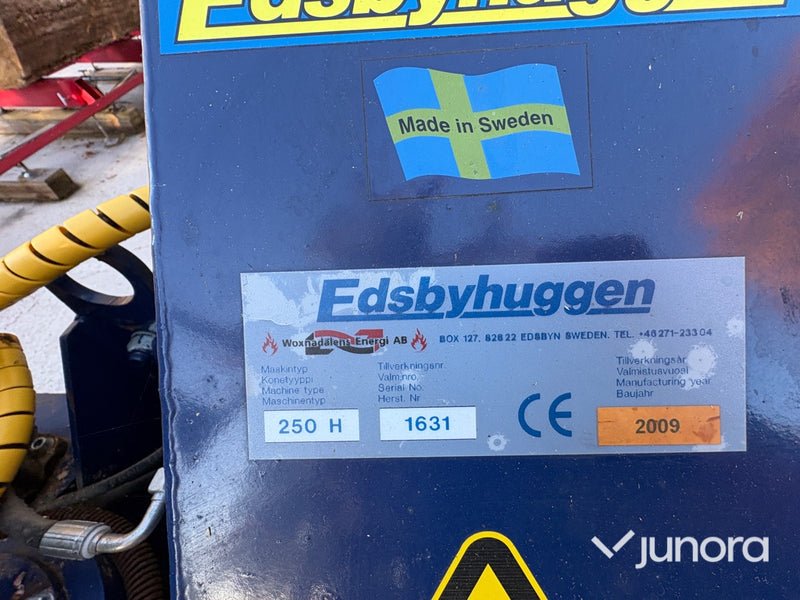 Edsbyhuggen
Made in Sweden
Edsbyhuggen
Woxnadalens Energi AB
BOX 127. 828 22 EDSBYN SWEDEN. TEL. +46 271-233 04
Maskintyp
Konetyyppi
Machine type
Maschinentyp
250 H
Tillverkningsnr.
Valm.nro.
Serial No.
Herst. Nr
1631
CE
Tillverkningsår
Valmistusvuosi
Manufacturing year
Baujahr
2009
junora